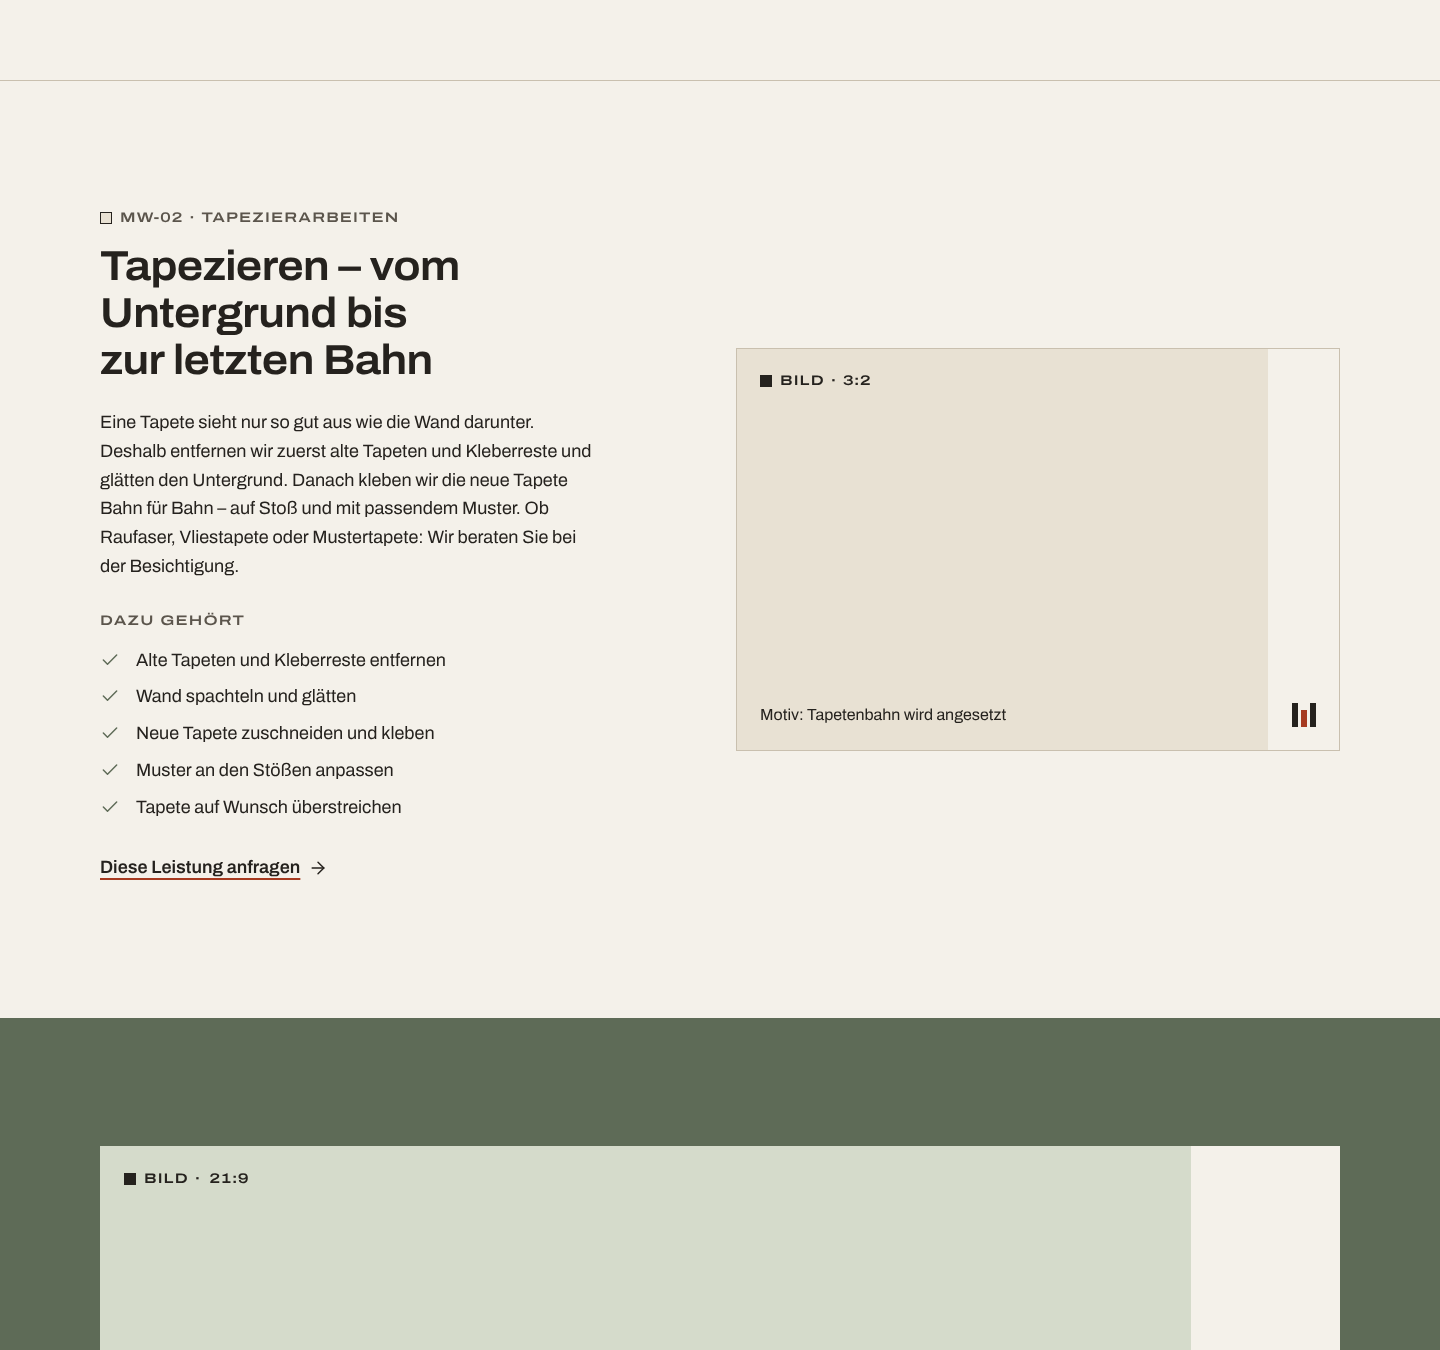 MW-02 · TAPEZIERARBEITEN
Tapezieren – vom
Untergrund bis
zur letzten Bahn
Eine Tapete sieht nur so gut aus wie die Wand darunter.
Deshalb entfernen wir zuerst alte Tapeten und Kleberreste und
glätten den Untergrund. Danach kleben wir die neue Tapete
Bahn für Bahn – auf Stoß und mit passendem Muster. Ob
Raufaser, Vliestapete oder Mustertapete: Wir beraten Sie bei
der Besichtigung.
DAZU GEHÖRT
Alte Tapeten und Kleberreste entfernen
Wand spachteln und glätten
Neue Tapete zuschneiden und kleben
Muster an den Stößen anpassen
Tapete auf Wunsch überstreichen
Diese Leistung anfragen
BILD · 3:2
Motiv: Tapetenbahn wird angesetzt
BILD · 21:9